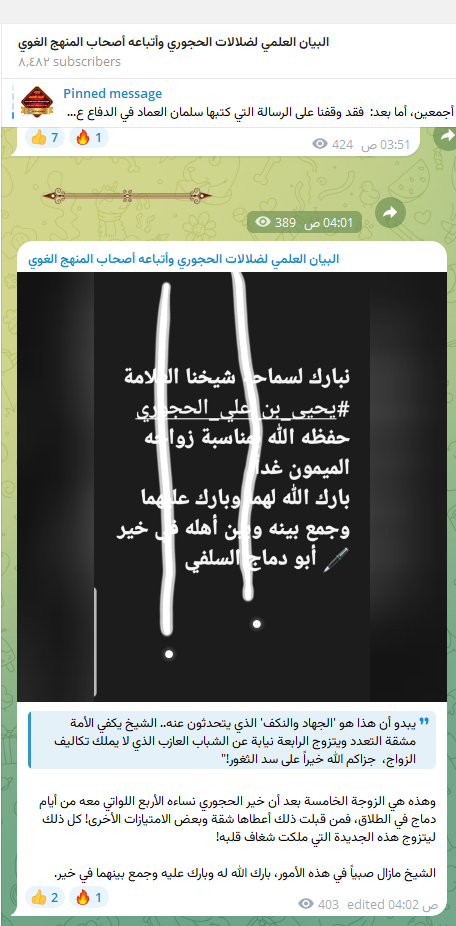 البيان العلمي لضلالات الحجوري وأتباعه أصحاب المنهج الغوي
٨,٤٨٢ subscribers
Pinned message
أجمعين، أما بعد: فقد وقفنا على الرسالة التي كتبها سلمان العماد في الدفاع ع...
👍 7 🔥 1 424 03:51 ص
389 04:01 ص
البيان العلمي لضلالات الحجوري وأتباعه أصحاب المنهج الغوي
نبارك لسماحة شيخنا العلامة
#يحيى_بن_علي_الحجوري
حفظه الله بمناسبة زواجه
الميمون غداً
بارك الله لهما وبارك عليهما
وجمع بينه وبين أهله في خير
🖋 أبو دماج السلفي
يبدو أن هذا هو 'الجهاد والنكف' الذي يتحدثون عنه.. الشيخ يكفي الأمة
مشقة التعدد ويتزوج الرابعة نيابة عن الشباب العازب الذي لا يملك تكاليف
الزواج، جزاكم الله خيراً على سد الثغور!"
وهذه هي الزوجة الخامسة بعد أن خير الحجوري نساءه الأربع اللواتي معه من أيام
دماج في الطلاق، فمن قبلت ذلك أعطاها شقة وبعض الامتيازات الأخرى! كل ذلك
ليتزوج هذه الجديدة التي ملكت شغاف قلبه!
الشيخ مازال صبياً في هذه الأمور، بارك الله له وبارك عليه وجمع بينهما في خير.
👍 2 🔥 1 403 edited 04:02 ص